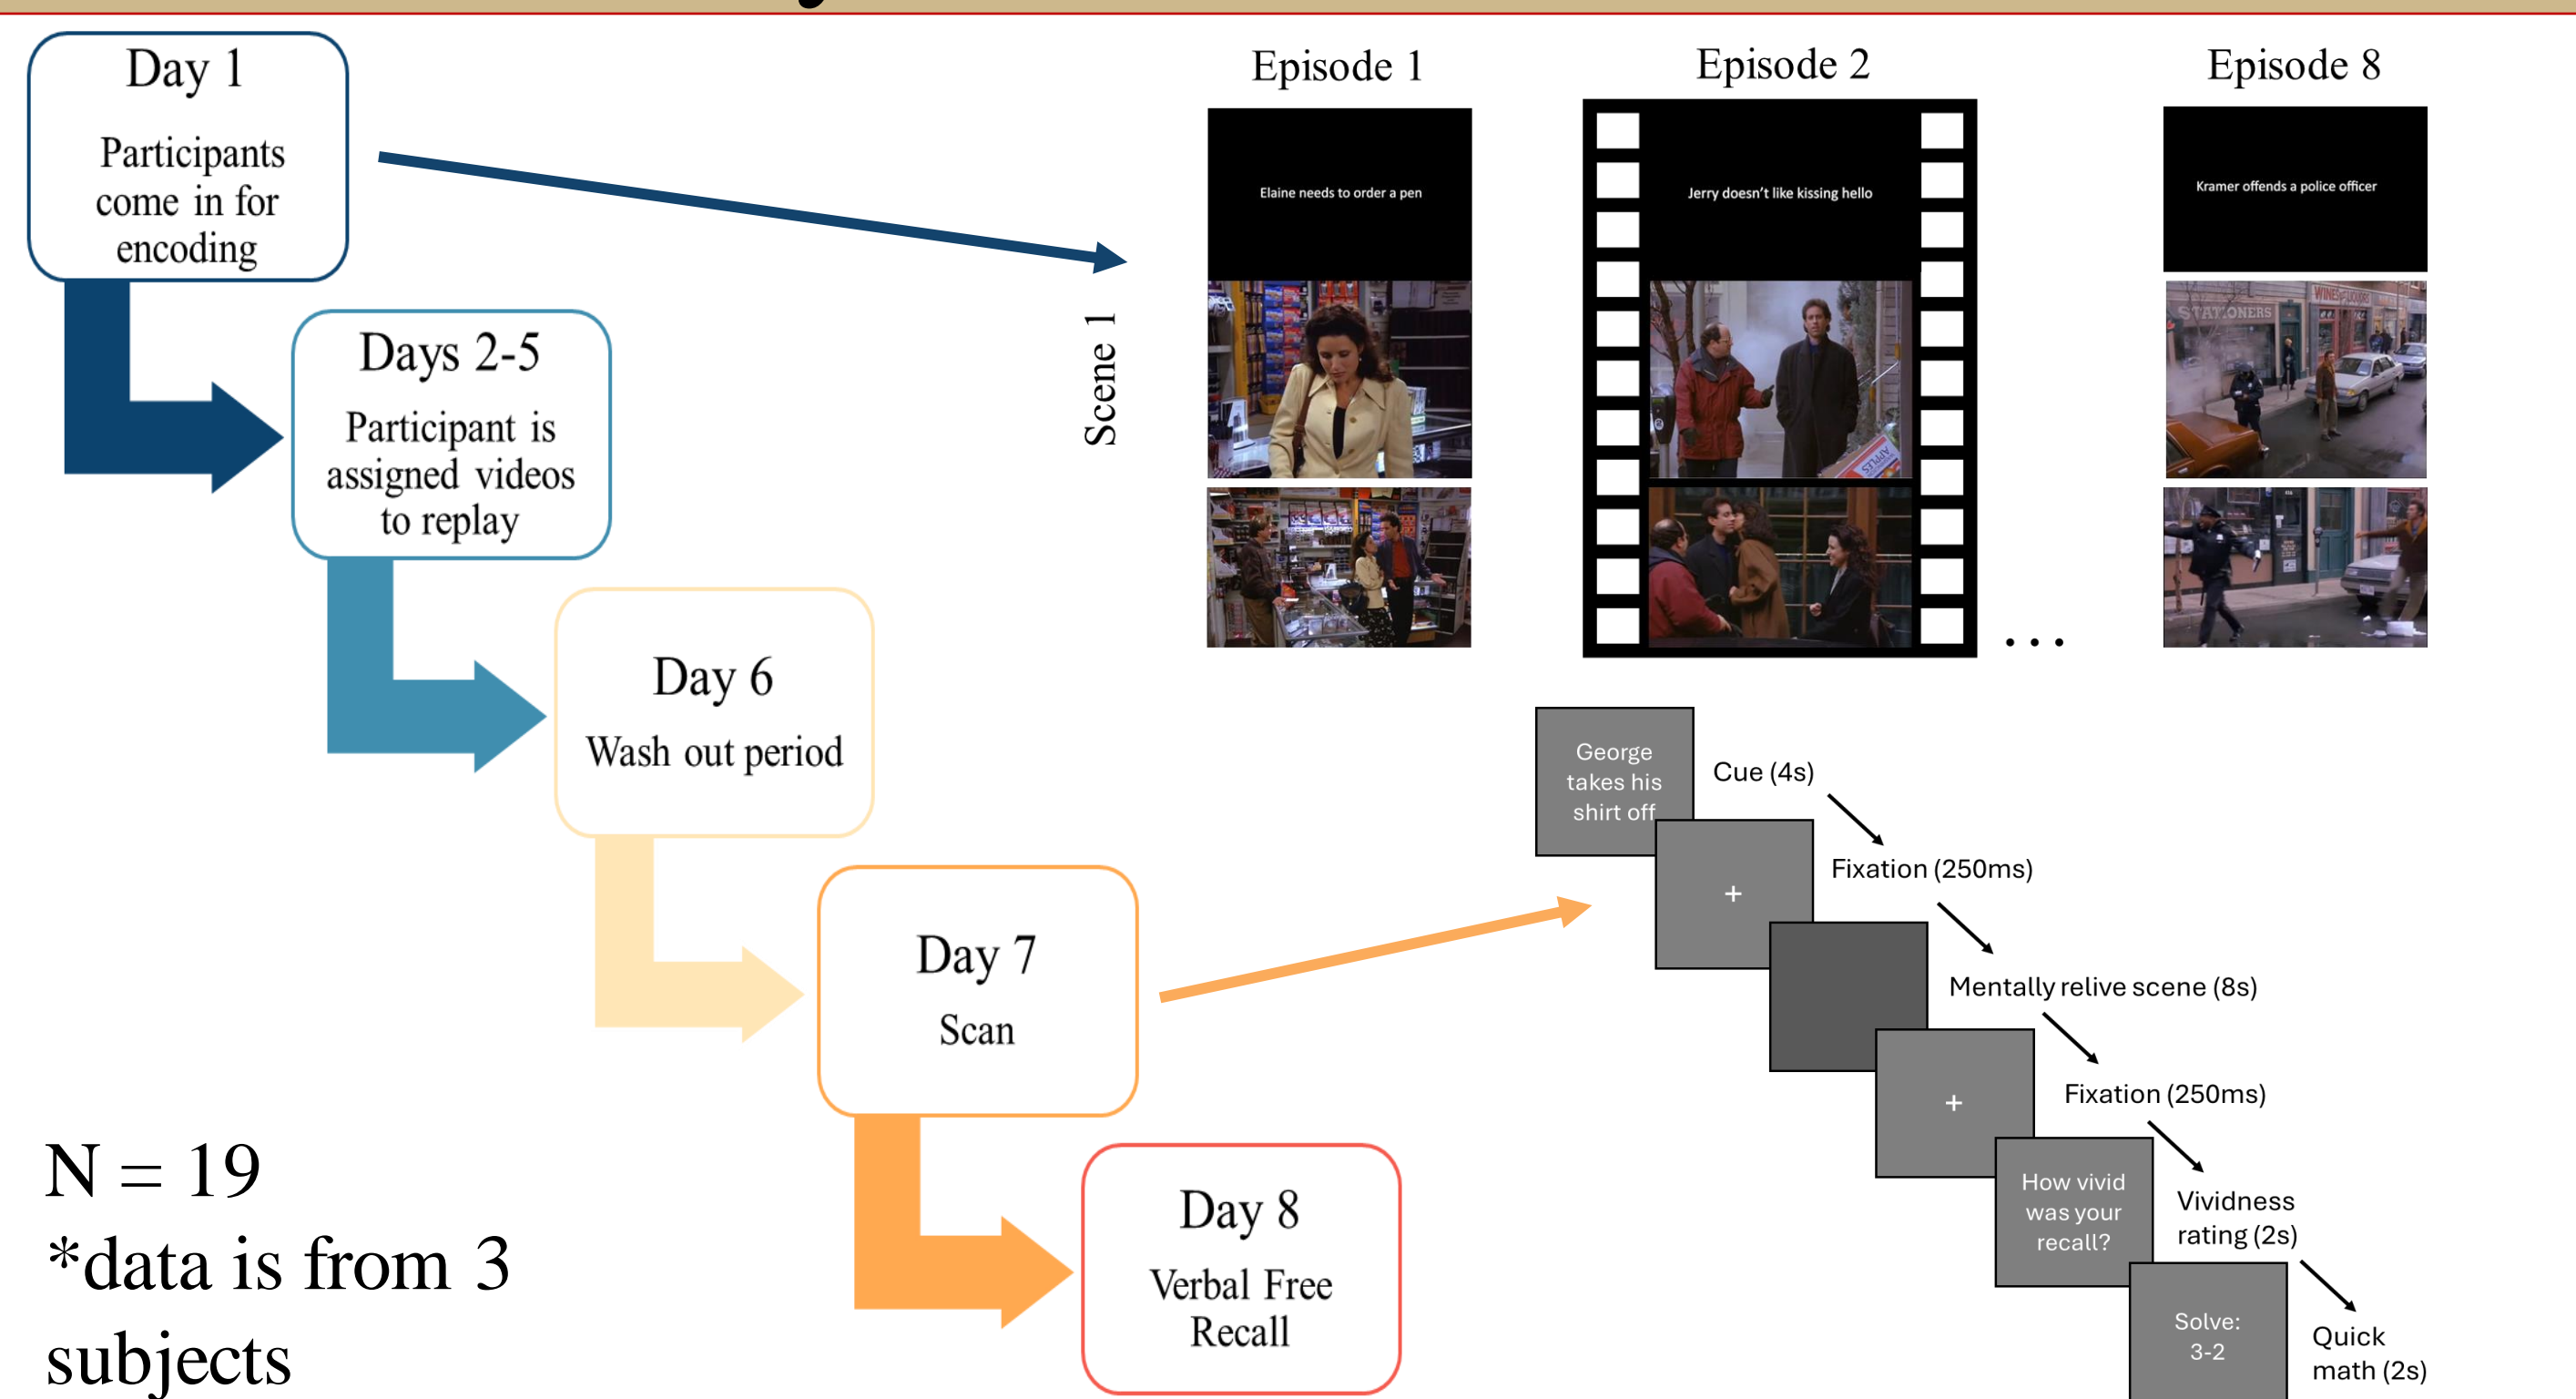 Day 1
Participants
come in for
encoding
Days 2-5
Participant is
assigned videos
to replay
Day 6
Wash out period
Day 7
Scan
Day 8
Verbal Free
Recall
N = 19
*data is from 3
subjects
Scene 1
Episode 1
Elaine needs to order a pen
Episode 2
Jerry doesn't like kissing hello
APPLES
...
Episode 8
Kramer offends a police officer
STATIONERS
WINES LIQUORS
George
takes his
shirt off
Cue (4s)
+
Fixation (250ms)
Mentally relive scene (8s)
+
Fixation (250ms)
How vivid
was your
recall?
Vividness
rating (2s)
Solve:
3-2
Quick
math (2s)